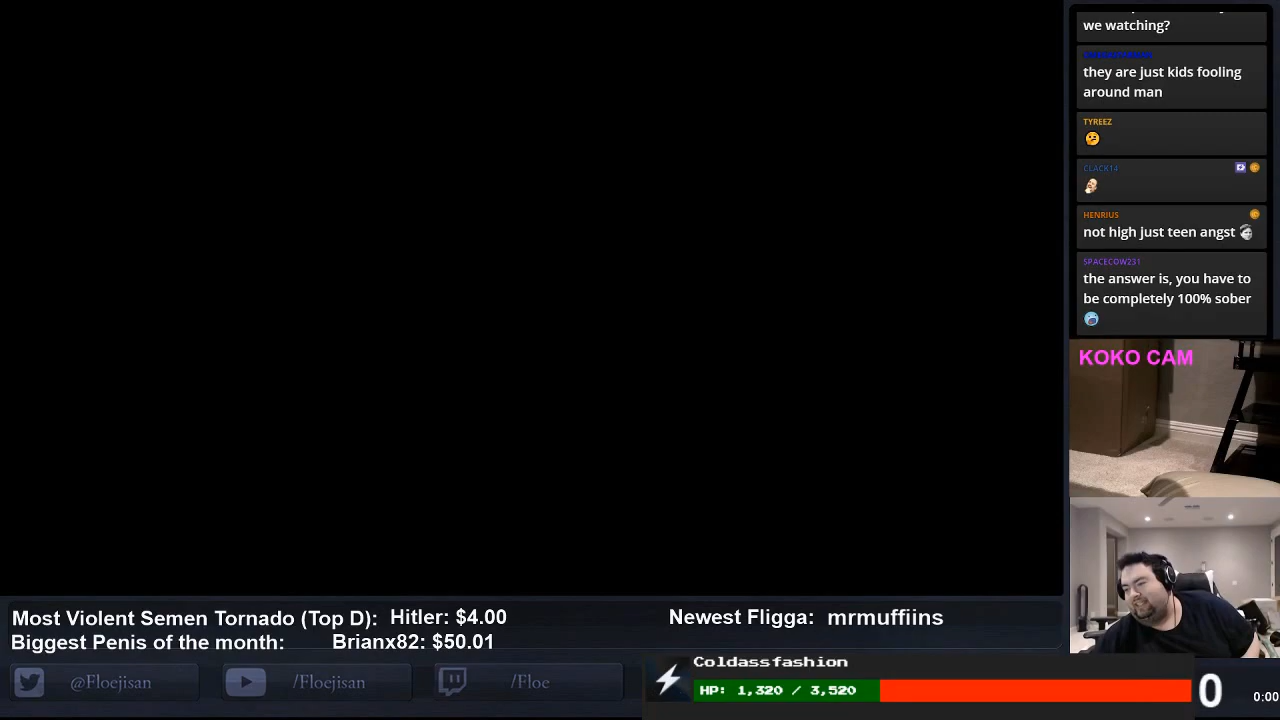 we watching?
they are just kids fooling
around man
TYREEZ
CLACK14
HENRIUS
not high just teen angst
SPACECOW231
the answer is, you have to
be completely 100% sober
KOKO CAM
Most Violent Semen Tornado (Top D): Hitler: $4.00
Biggest Penis of the month: Brianx82: $50.01
Newest Fligga: mrmuffiins
@Floejisan
/Floejisan
/Floe
Coldassfashion
HP: 1,320 / 3,520
0
0:00